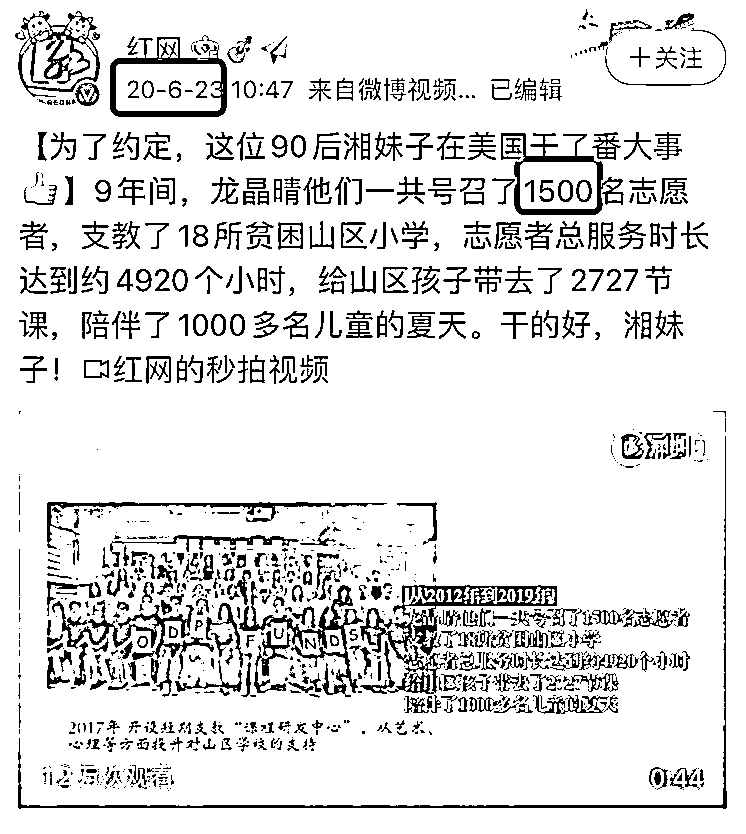 红网
+关注
20-6-23 10:47 来自微博视频... 已编辑
【为了约定，这位90后湘妹子在美国干了番大事
👍】9年间，龙晶晴他们一共号召了1500名志愿
者，支教了18所贫困山区小学，志愿者总服务时长
达到约4920个小时，给山区孩子带去了2727节
课，陪伴了1000多名儿童的夏天。干的好，湘妹
子！红网的秒拍视频
从2012年到2019年
他们一共号召了1500名志愿者
支教了18所贫困山区小学
志愿者总服务时长达到约4920个小时
给山区孩子带去了2727节课
陪伴了1000多名儿童的夏天
FUNDS
2017年 开设短期支教“课程研发中心”，从艺术、
心理等方面提升对山区学校的支持
0:44